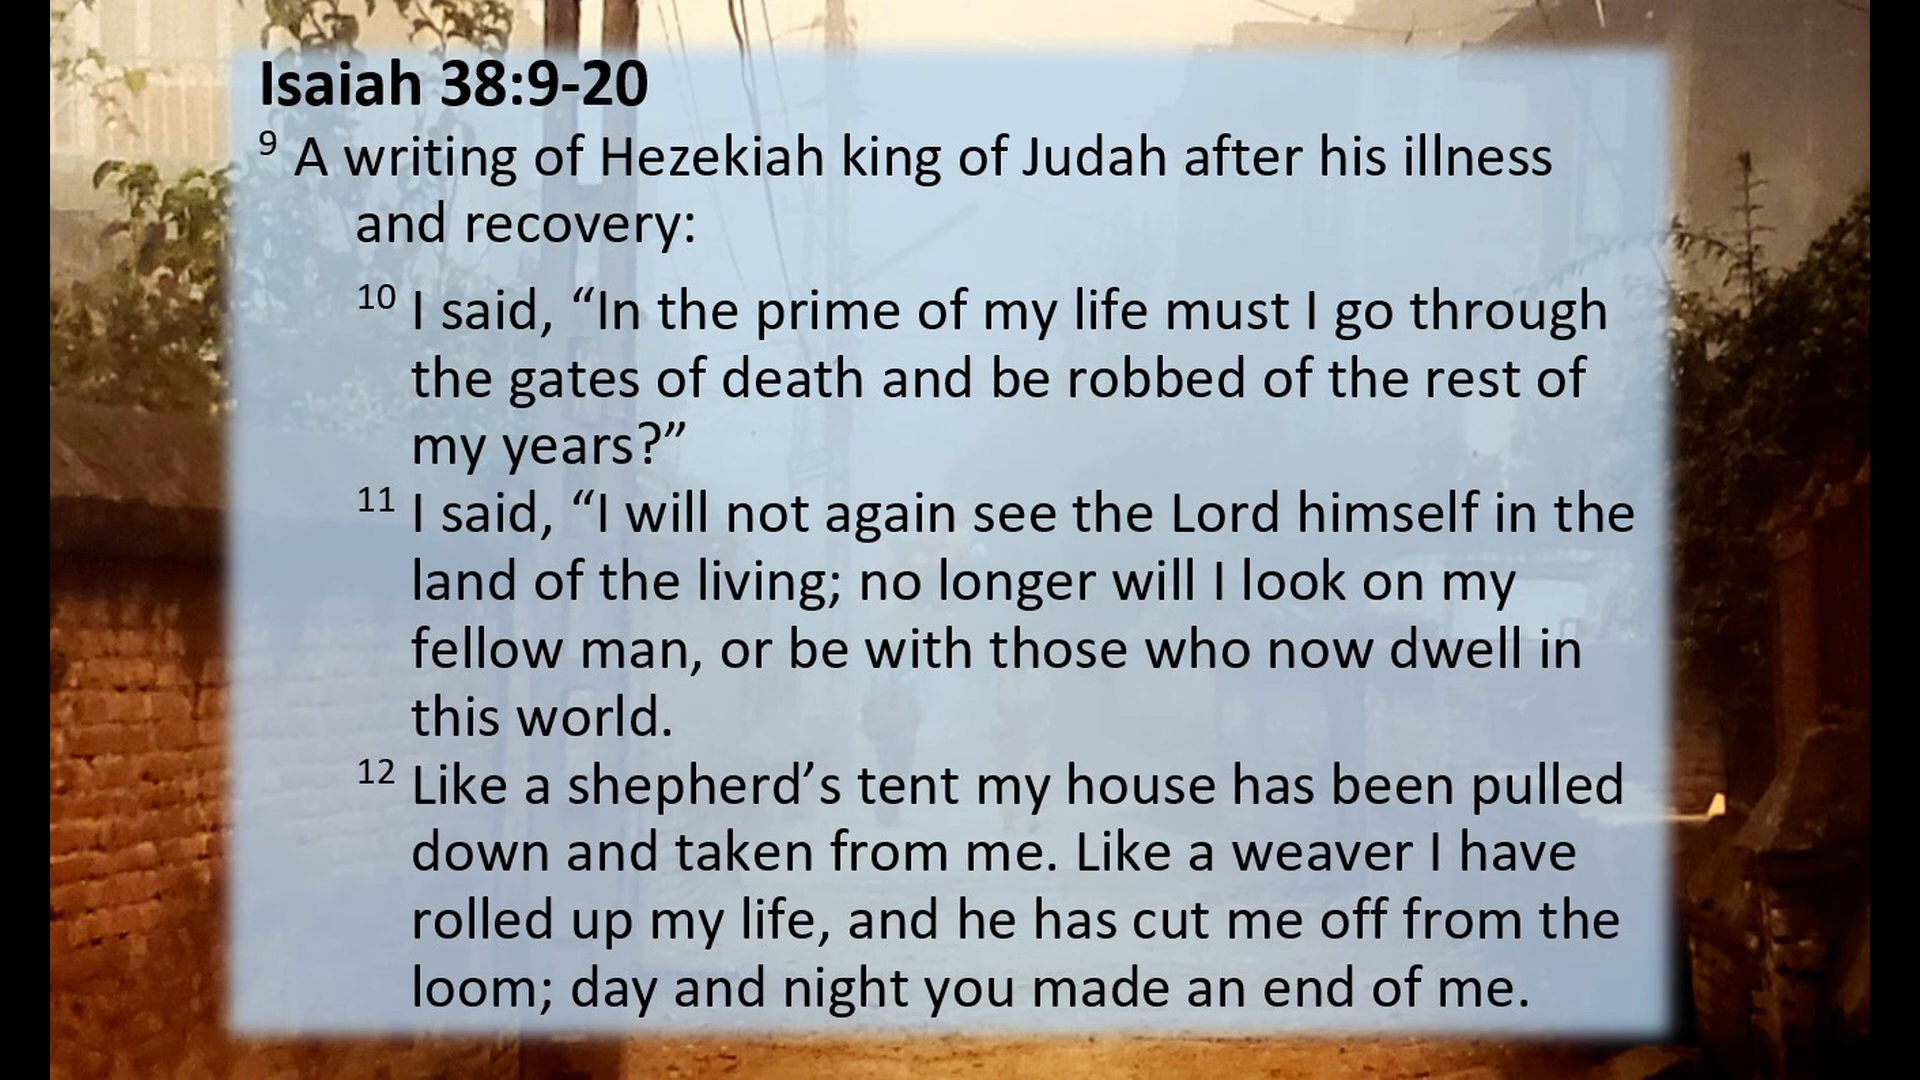 Isaiah 38:9-20
9 A writing of Hezekiah king of Judah after his illness
and recovery:
10 I said, “In the prime of my life must I go through
the gates of death and be robbed of the rest of
my years?”
11 I said, “I will not again see the Lord himself in the
land of the living; no longer will I look on my
fellow man, or be with those who now dwell in
this world.
12 Like a shepherd’s tent my house has been pulled
down and taken from me. Like a weaver I have
rolled up my life, and he has cut me off from the
loom; day and night you made an end of me.